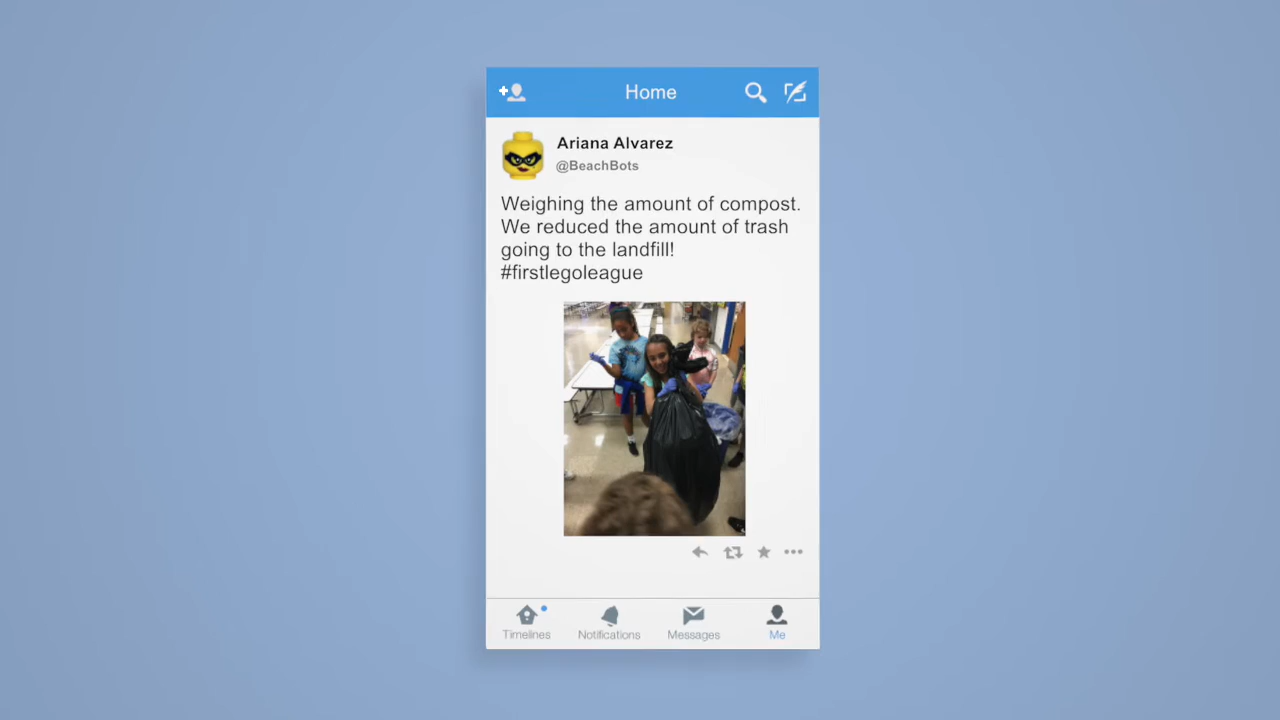 Home
Ariana Alvarez
@BeachBots
Weighing the amount of compost.
We reduced the amount of trash
going to the landfill!
#firstlegoleague
Timelines
Notifications
Messages
Me